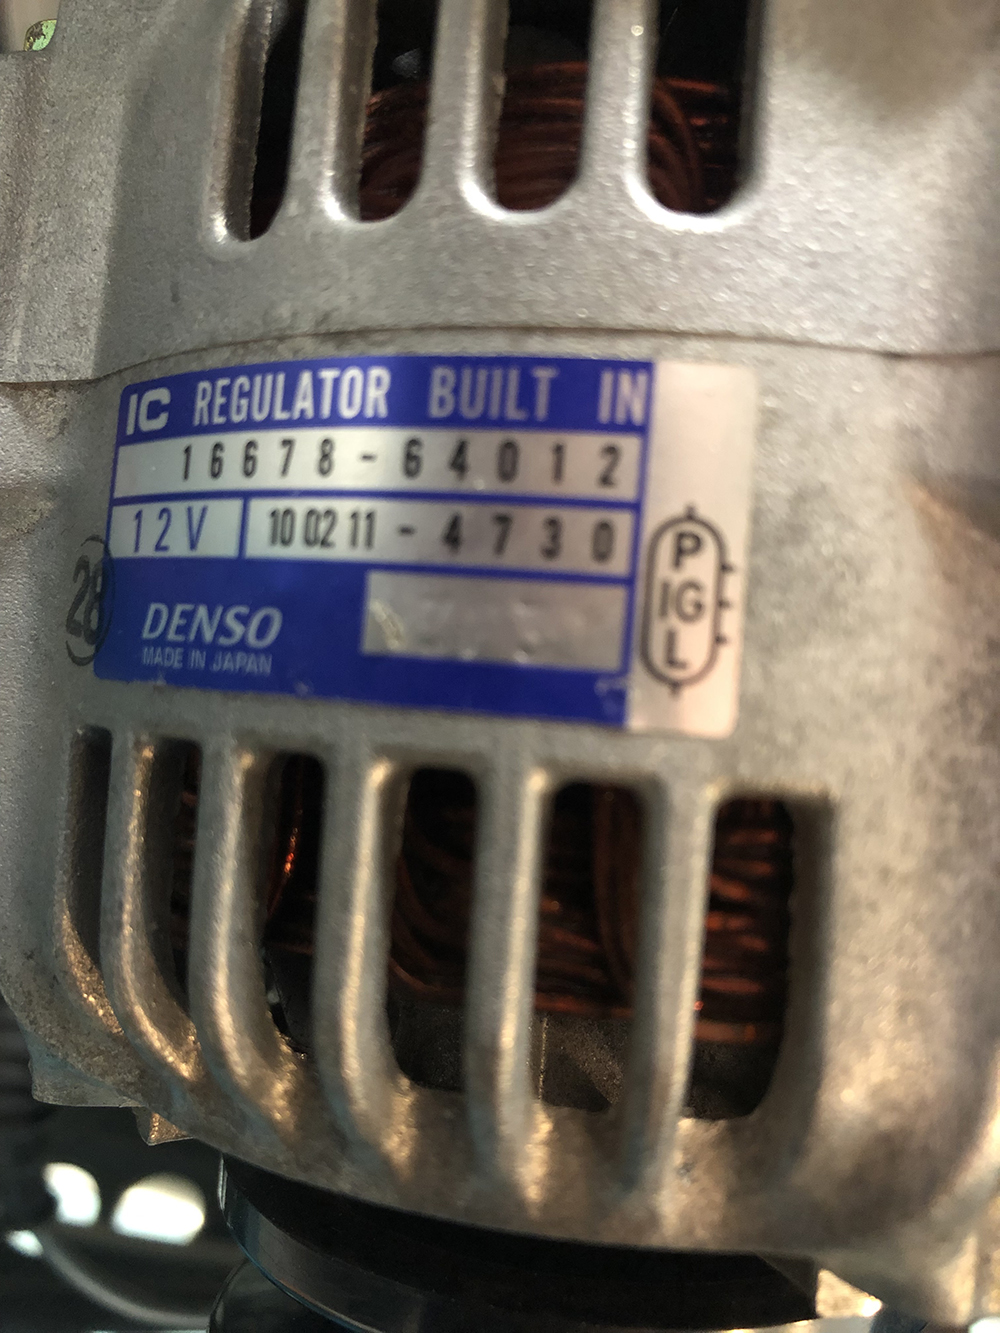 IC REGULATOR BUILT IN
16678-64012
12V 100211-4730
28
DENSO
MADE IN JAPAN
P
IG
L